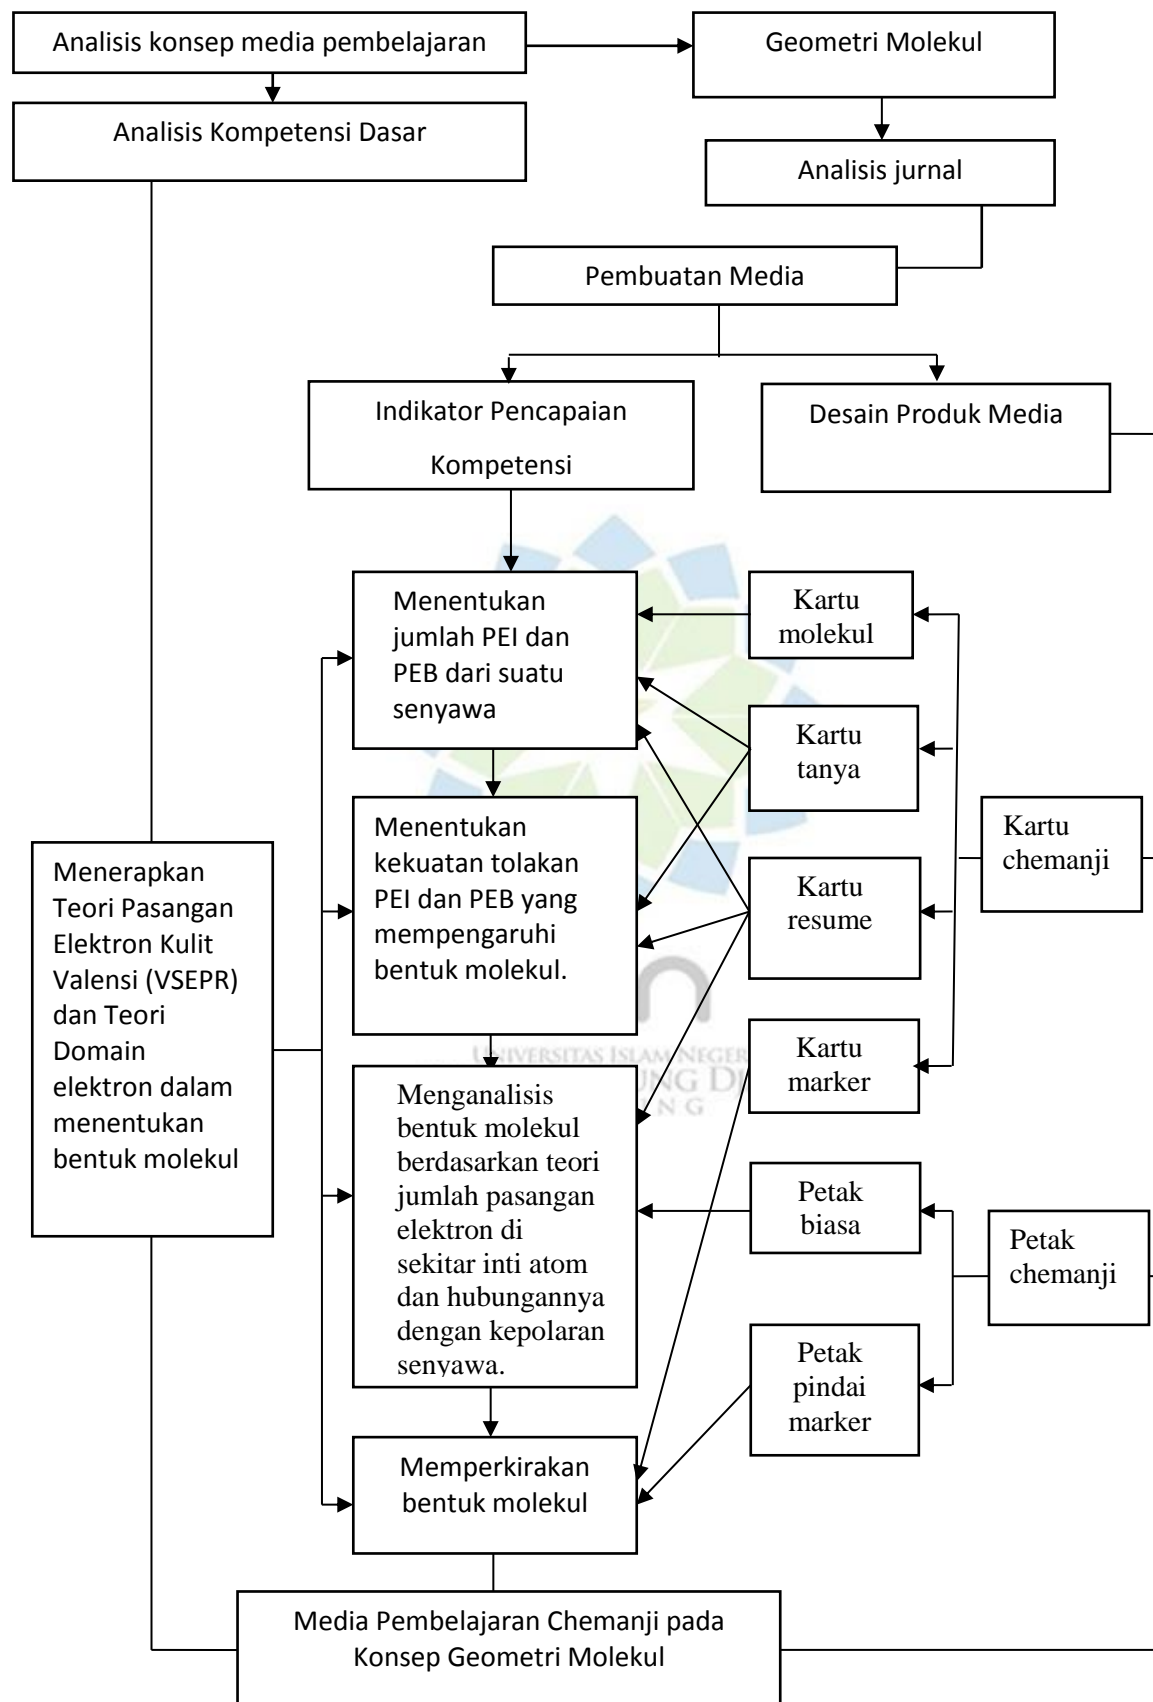 Analisis konsep media pembelajaran
Geometri Molekul
Analisis Kompetensi Dasar
Analisis jurnal
Pembuatan Media
Indikator Pencapaian
Kompetensi
Desain Produk Media
Menentukan
jumlah PEI dan
PEB dari suatu
senyawa
Kartu
molekul
Kartu
tanya
Menentukan
kekuatan tolakan
PEI dan PEB yang
mempengaruhi
bentuk molekul.
Kartu
resume
Kartu
chemanji
Menerapkan
Teori Pasangan
Elektron Kulit
Valensi (VSEPR)
dan Teori
Domain
elektron dalam
menentukan
bentuk molekul
Kartu
marker
UNIVERSITAS ISLAM NEGER
UNG DJ
N G
Menganalisis
bentuk molekul
berdasarkan teori
jumlah pasangan
elektron di
sekitar inti atom
dan hubungannya
dengan kepolaran
senyawa.
Petak
biasa
Petak
chemanji
Petak
pindai
marker
Memperkirakan
bentuk molekul
Media Pembelajaran Chemanji pada
Konsep Geometri Molekul